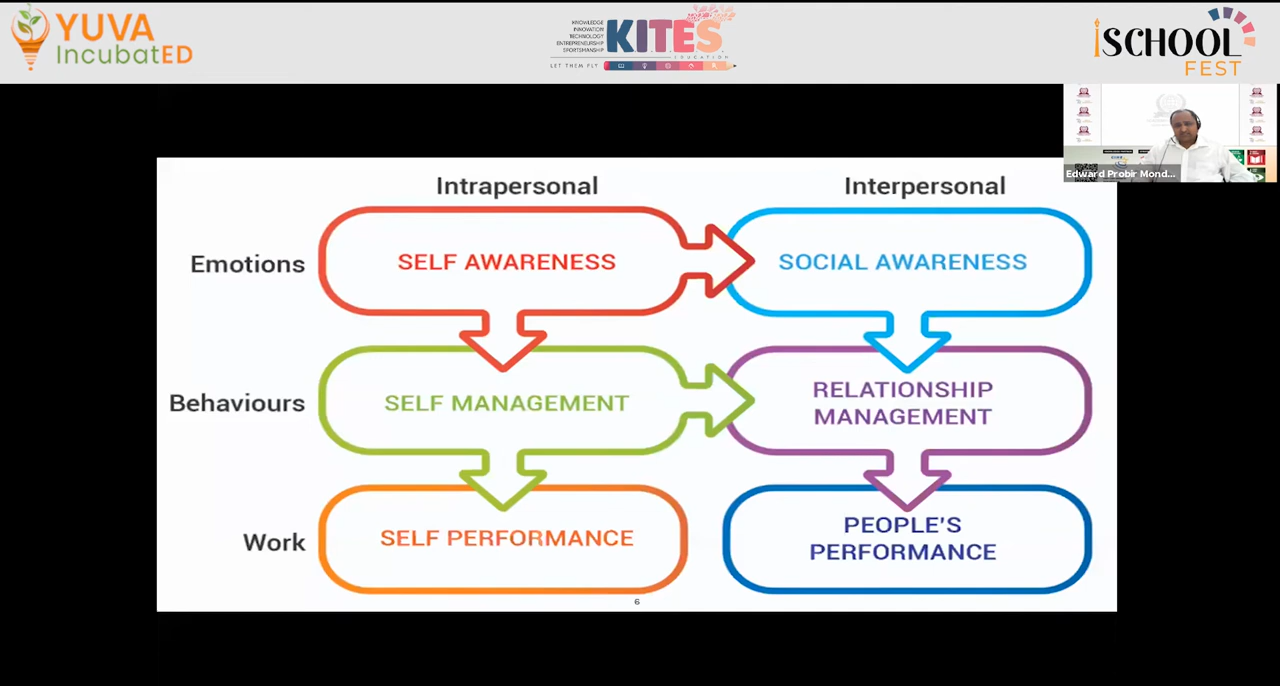 YUVA
IncubatED
KNOWLEDGE
INNOVATION
TECHNOLOGY
ENTREPRENEURSHIP
SPORTSMANSHIP
KITES
EDUCATION
LET THEM FLY
iSCHOOL
FEST
Edward Probir Mond...
Intrapersonal
Interpersonal
Emotions
SELF AWARENESS
SOCIAL AWARENESS
Behaviours
SELF MANAGEMENT
RELATIONSHIP
MANAGEMENT
Work
SELF PERFORMANCE
PEOPLE'S
PERFORMANCE
6